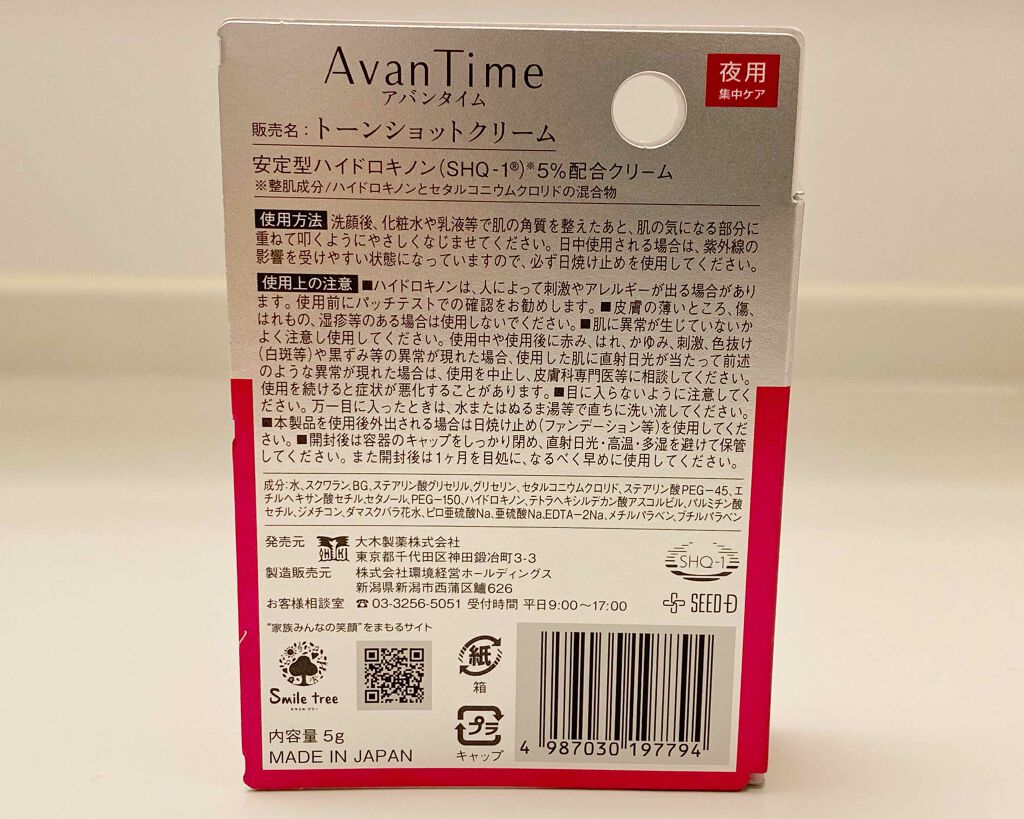 AvanTime
アバンタイム
夜用
集中ケア
販売名：トーンショットクリーム
安定型ハイドロキノン(SHQ-1®)※5%配合クリーム
※整肌成分/ハイドロキノンとセタルコニウムクロリドの混合物
使用方法 洗顔後、化粧水や乳液等で肌の角質を整えたあと、肌の気になる部分に
重ねて叩くようにやさしくなじませてください。日中使用される場合は、紫外線の
影響を受けやすい状態になっていますので、必ず日焼け止めを使用してください。
使用上の注意 ■ハイドロキノンは、人によって刺激やアレルギーが出る場合があり
ます。使用前にパッチテストでの確認をお勧めします。■皮膚の薄いところ、傷、
はれもの、湿疹等のある場合は使用しないでください。■肌に異常が生じていないか
よく注意し使用してください。使用中や使用後に赤み、はれ、かゆみ、刺激、色抜け
(白斑等)や黒ずみ等の異常が現れた場合、使用した肌に直射日光が当たって前述
のような異常が現れた場合は、使用を中止し、皮膚科専門医等に相談してください。
使用を続けると症状が悪化することがあります。■目に入らないように注意してく
ださい。万一目に入ったときは、水またはぬるま湯等で直ちに洗い流してください。
■本製品を使用後外出される場合は日焼け止め(ファンデーション等)を使用してくだ
さい。■開封後は容器のキャップをしっかり閉め、直射日光・高温・多湿を避けて保管
してください。また開封後は1ヶ月を目処に、なるべく早めに使用してください。
成分：水、スクワラン、BG、ステアリン酸グリセリル、グリセリン、セタルコニウムクロリド、ステアリン酸PEG-45、エ
チルヘキサン酸セチル、セタノール、PEG-150、ハイドロキノン、テトラヘキシルデカン酸アスコルビル、パルミチン酸
セチル、ジメチコン、ダマスクバラ花水、ピロ亜硫酸Na、亜硫酸Na、EDTA-2Na、メチルパラベン、ブチルパラベン
発売元 OHKI 大木製薬株式会社
東京都千代田区神田鍛冶町3-3
製造販売元 株式会社環境経営ホールディングス
新潟県新潟市西蒲区鱸626
お客様相談室 ☎03-3256-5051 受付時間 平日9:00〜17:00
SHQ-1
SEED-D
“家族みんなの笑顔”をまもるサイト
Smile tree
スマイル ツリー
紙
箱
プラ
キャップ
内容量 5g
MADE IN JAPAN
4 987030 197794